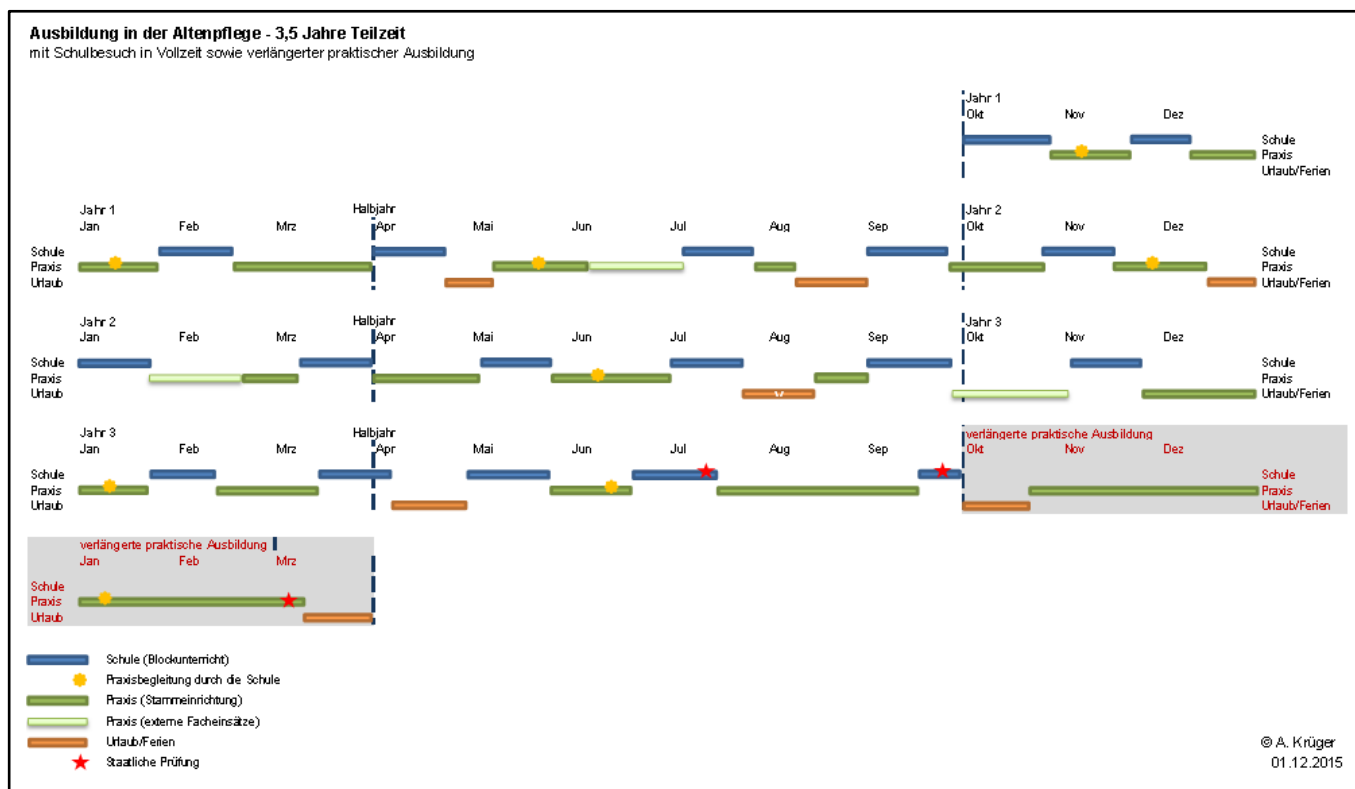 Ausbildung in der Altenpflege - 3,5 Jahre Teilzeit
mit Schulbesuch in Vollzeit sowie verlängerter praktischer Ausbildung
Jahr 1
Okt Nov Dez
Schule
Praxis
Urlaub/Ferien
Jahr 1 Halbjahr Jahr 2
Jan Feb Mrz Apr Mai Jun Jul Aug Sep Okt Nov Dez
Schule Schule
Praxis Praxis
Urlaub Urlaub/Ferien
Jahr 2 Halbjahr Jahr 3
Jan Feb Mrz Apr Mai Jun Jul Aug Sep Okt Nov Dez
Schule Schule
Praxis Praxis
Urlaub Urlaub/Ferien
Jahr 3 Halbjahr verlängerte praktische Ausbildung
Jan Feb Mrz Apr Mai Jun Jul Aug Sep Okt Nov Dez
Schule Schule
Praxis Praxis
Urlaub Urlaub/Ferien
verlängerte praktische Ausbildung
Jan Feb Mrz
Schule
Praxis
Urlaub
Schule (Blockunterricht)
Praxisbegleitung durch die Schule
Praxis (Stammeinrichtung)
Praxis (externe Facheinsätze)
Urlaub/Ferien
Staatliche Prüfung
© A. Krüger
01.12.2015